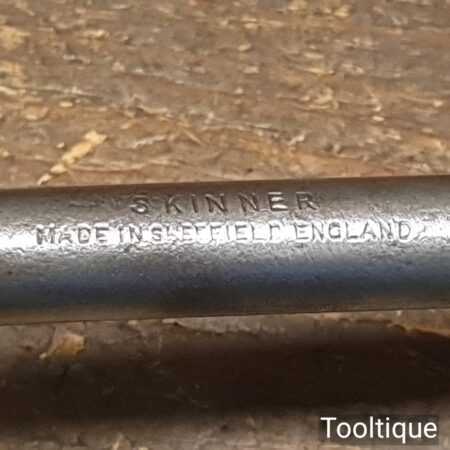 SKINNER
MADE IN SHEFFIELD ENGLAND
Tooltique